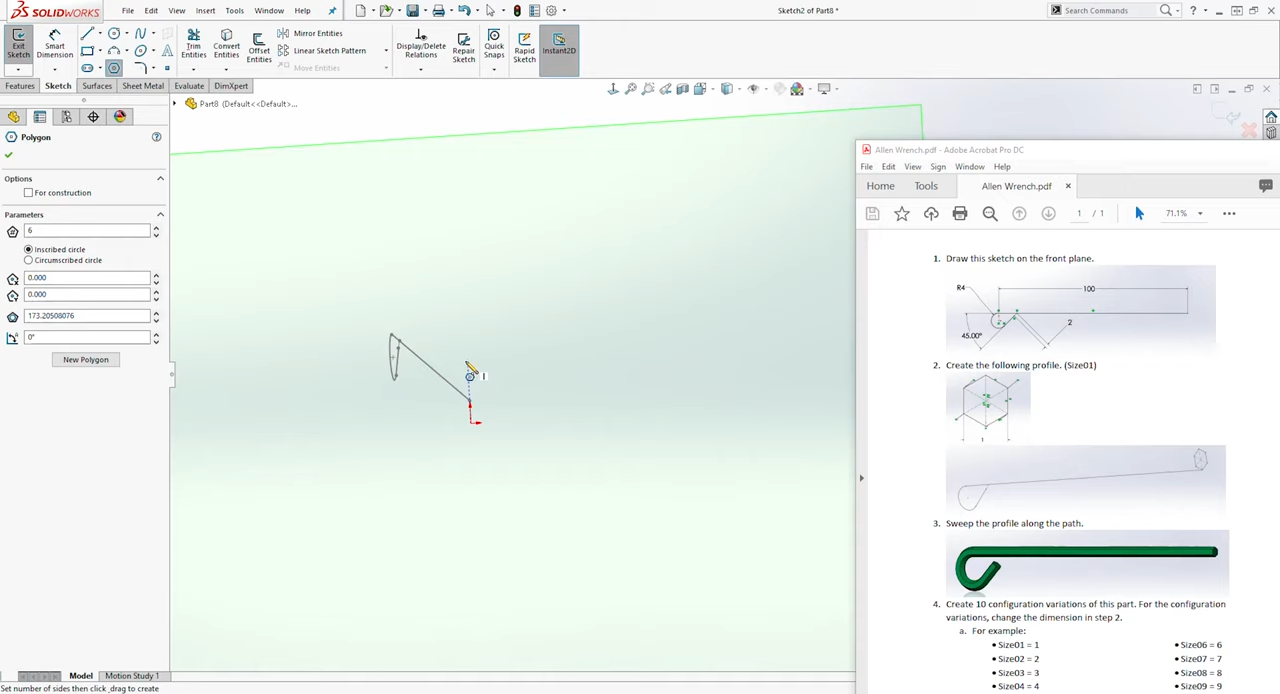 SOLIDWORKS File Edit View Insert Tools Window Help Sketch2 of Part8 * Search Commands
Exit Sketch Smart Dimension Trim Entities Convert Entities Offset Entities Mirror Entities Linear Sketch Pattern Move Entities Display/Delete Relations Repair Sketch Quick Snaps Rapid Sketch Instant2D
Features Sketch Surfaces Sheet Metal Evaluate DimXpert
Part8 (Default<<Default>...
Polygon
Options
For construction
Parameters
6
Inscribed circle
Circumscribed circle
0.000
0.000
173.20508076
0°
New Polygon
Allen Wrench.pdf - Adobe Acrobat Pro DC
File Edit View Sign Window Help
Home Tools Allen Wrench.pdf
1 / 1 71.1%
1. Draw this sketch on the front plane.
R4 100
2
45.00°
2. Create the following profile. (Size01)
1
3. Sweep the profile along the path.
4. Create 10 configuration variations of this part. For the configuration
variations, change the dimension in step 2.
a. For example:
• Size01 = 1 • Size06 = 6
• Size02 = 2 • Size07 = 7
• Size03 = 3 • Size08 = 8
• Size04 = 4 • Size09 = 9
Model Motion Study 1
Set number of sides then click ,drag to create